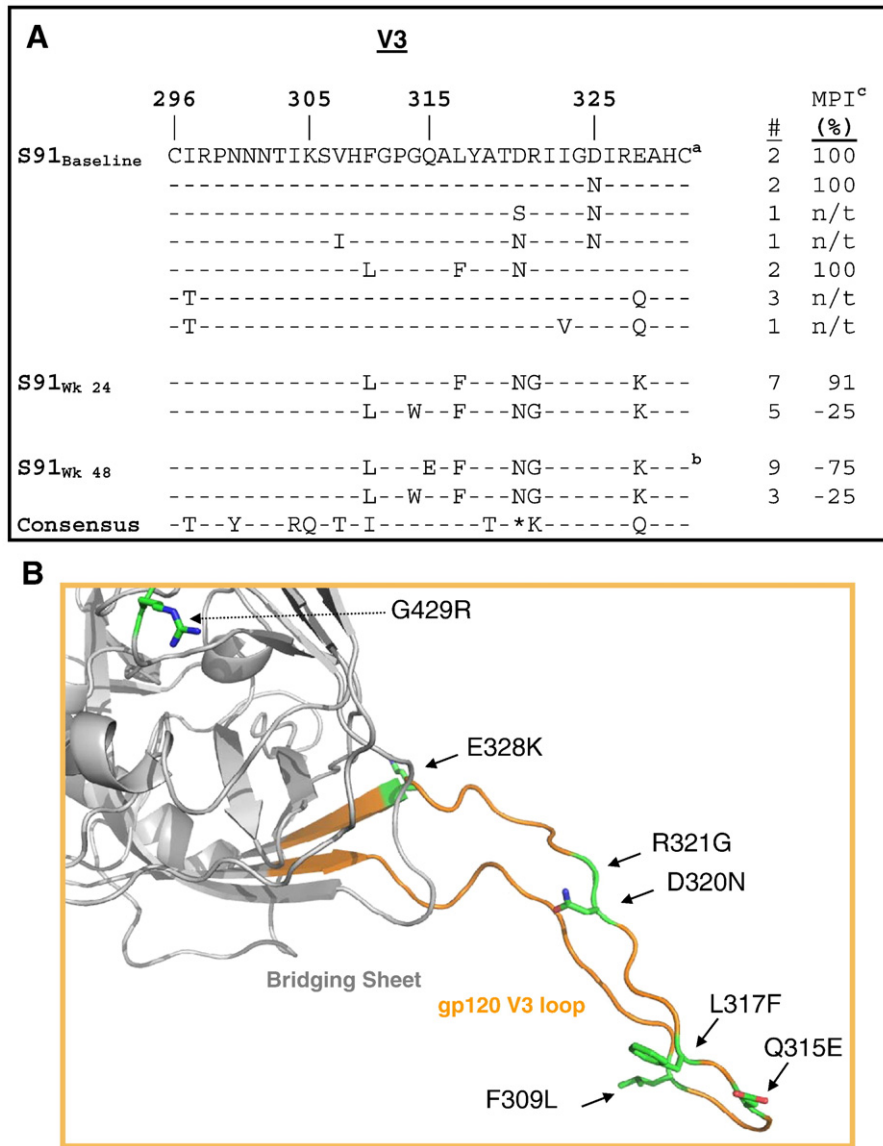 A
V3
296 305 315 325 MPIc
# (%)
S91Baseline CIRPNNNTIKSVHFGPGQALYATDRIIGDIREAHCa 2 100
----------------------------N------ 2 100
-----------------------S----N------ 1 n/t
-----------I-----------N----N------ 1 n/t
-------------L-----F---N----------- 2 100
-T-----------------------------Q--- 3 n/t
-T------------------------V----Q--- 1 n/t
S91Wk 24 -------------L-----F---NG------K--- 7 91
-------------L--W--F---NG------K--- 5 -25
S91Wk 48 -------------L---E-F---NG------K---b 9 -75
-------------L--W--F---NG------K--- 3 -25
Consensus -T--Y---RQ-T-I-------T-*K------Q---
B
G429R
E328K
R321G
D320N
Bridging Sheet
gp120 V3 loop
L317F
Q315E
F309L